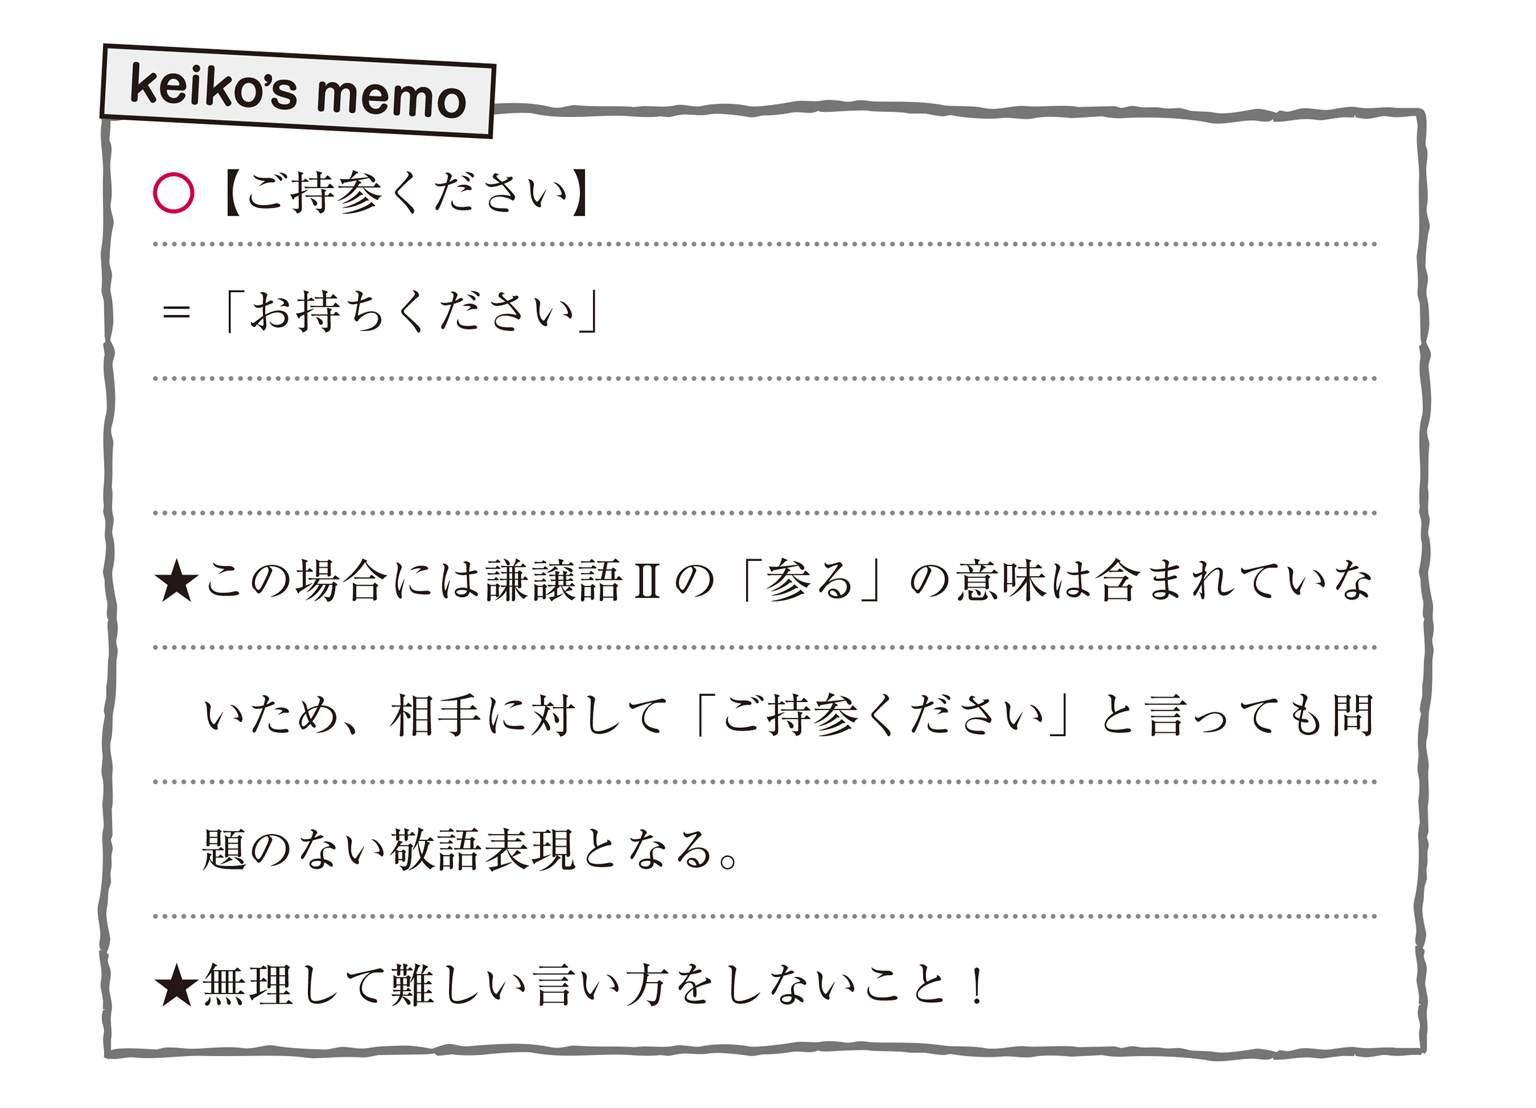 keiko's memo
○【ご持参ください】
＝「お持ちください」
★この場合には謙譲語Ⅱの「参る」の意味は含まれていな
いため、相手に対して「ご持参ください」と言っても問
題のない敬語表現となる。
★無理して難しい言い方をしないこと！